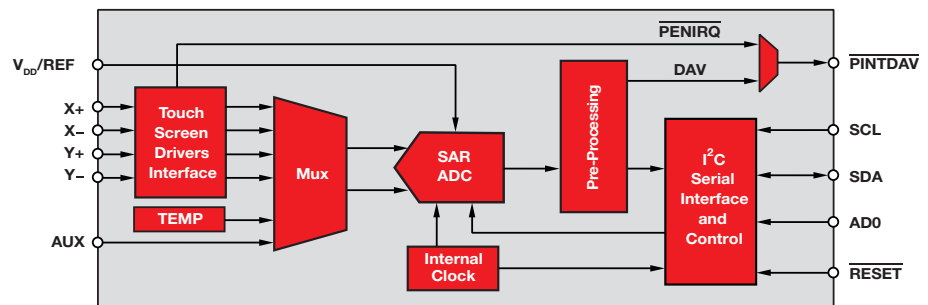 PENIRQ
V_DD/REF
DAV
PINTDAV
X+
X−
Y+
Y−
Touch
Screen
Drivers
Interface
Mux
SAR
ADC
Pre-Processing
I²C
Serial
Interface
and
Control
SCL
SDA
AD0
RESET
TEMP
AUX
Internal
Clock